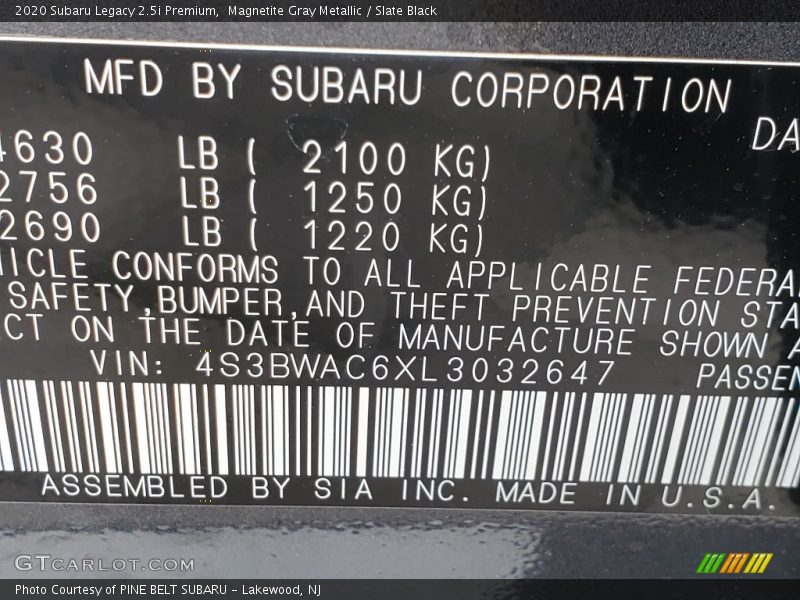 2020 Subaru Legacy 2.5i Premium,  Magnetite Gray Metallic / Slate Black
MFD BY SUBARU CORPORATION
DA
4630 LB ( 2100 KG)
2756 LB ( 1250 KG)
2690 LB ( 1220 KG)
ICLE CONFORMS TO ALL APPLICABLE FEDERA
SAFETY,BUMPER,AND THEFT PREVENTION STA
CT ON THE DATE OF MANUFACTURE SHOWN A
VIN: 4S3BWAC6XL3032647 PASSEN
ASSEMBLED BY SIA INC. MADE IN U.S.A.
GTCARLOT.COM
Photo Courtesy of PINE BELT SUBARU - Lakewood, NJ